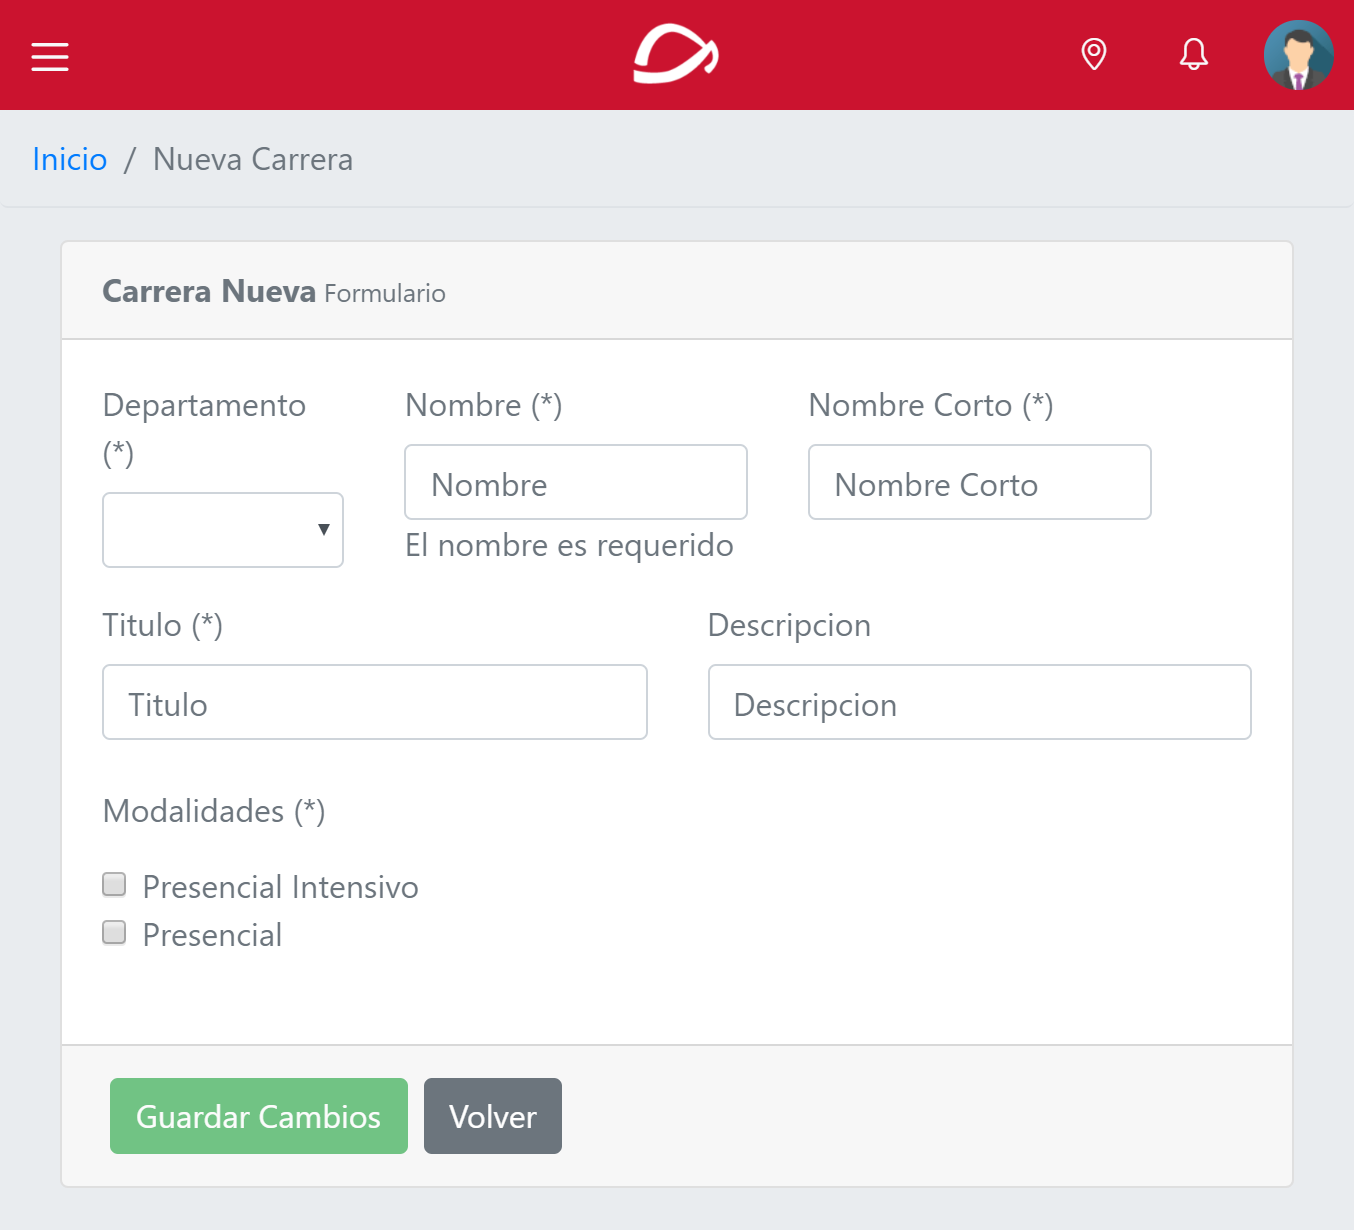 Inicio / Nueva Carrera
Carrera Nueva Formulario
Departamento
(*)
Nombre (*)
Nombre
El nombre es requerido
Nombre Corto (*)
Nombre Corto
Titulo (*)
Titulo
Descripcion
Descripcion
Modalidades (*)
Presencial Intensivo
Presencial
Guardar Cambios
Volver